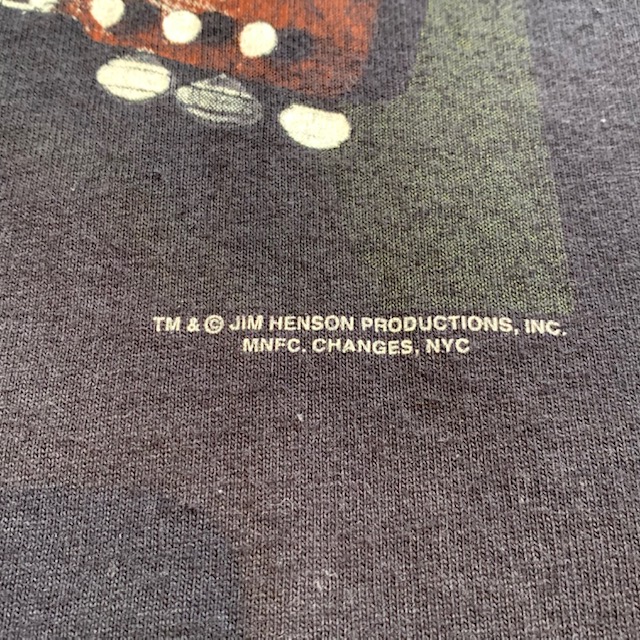 TM & © JIM HENSON PRODUCTIONS, INC.
MNFC. CHANGES, NYC